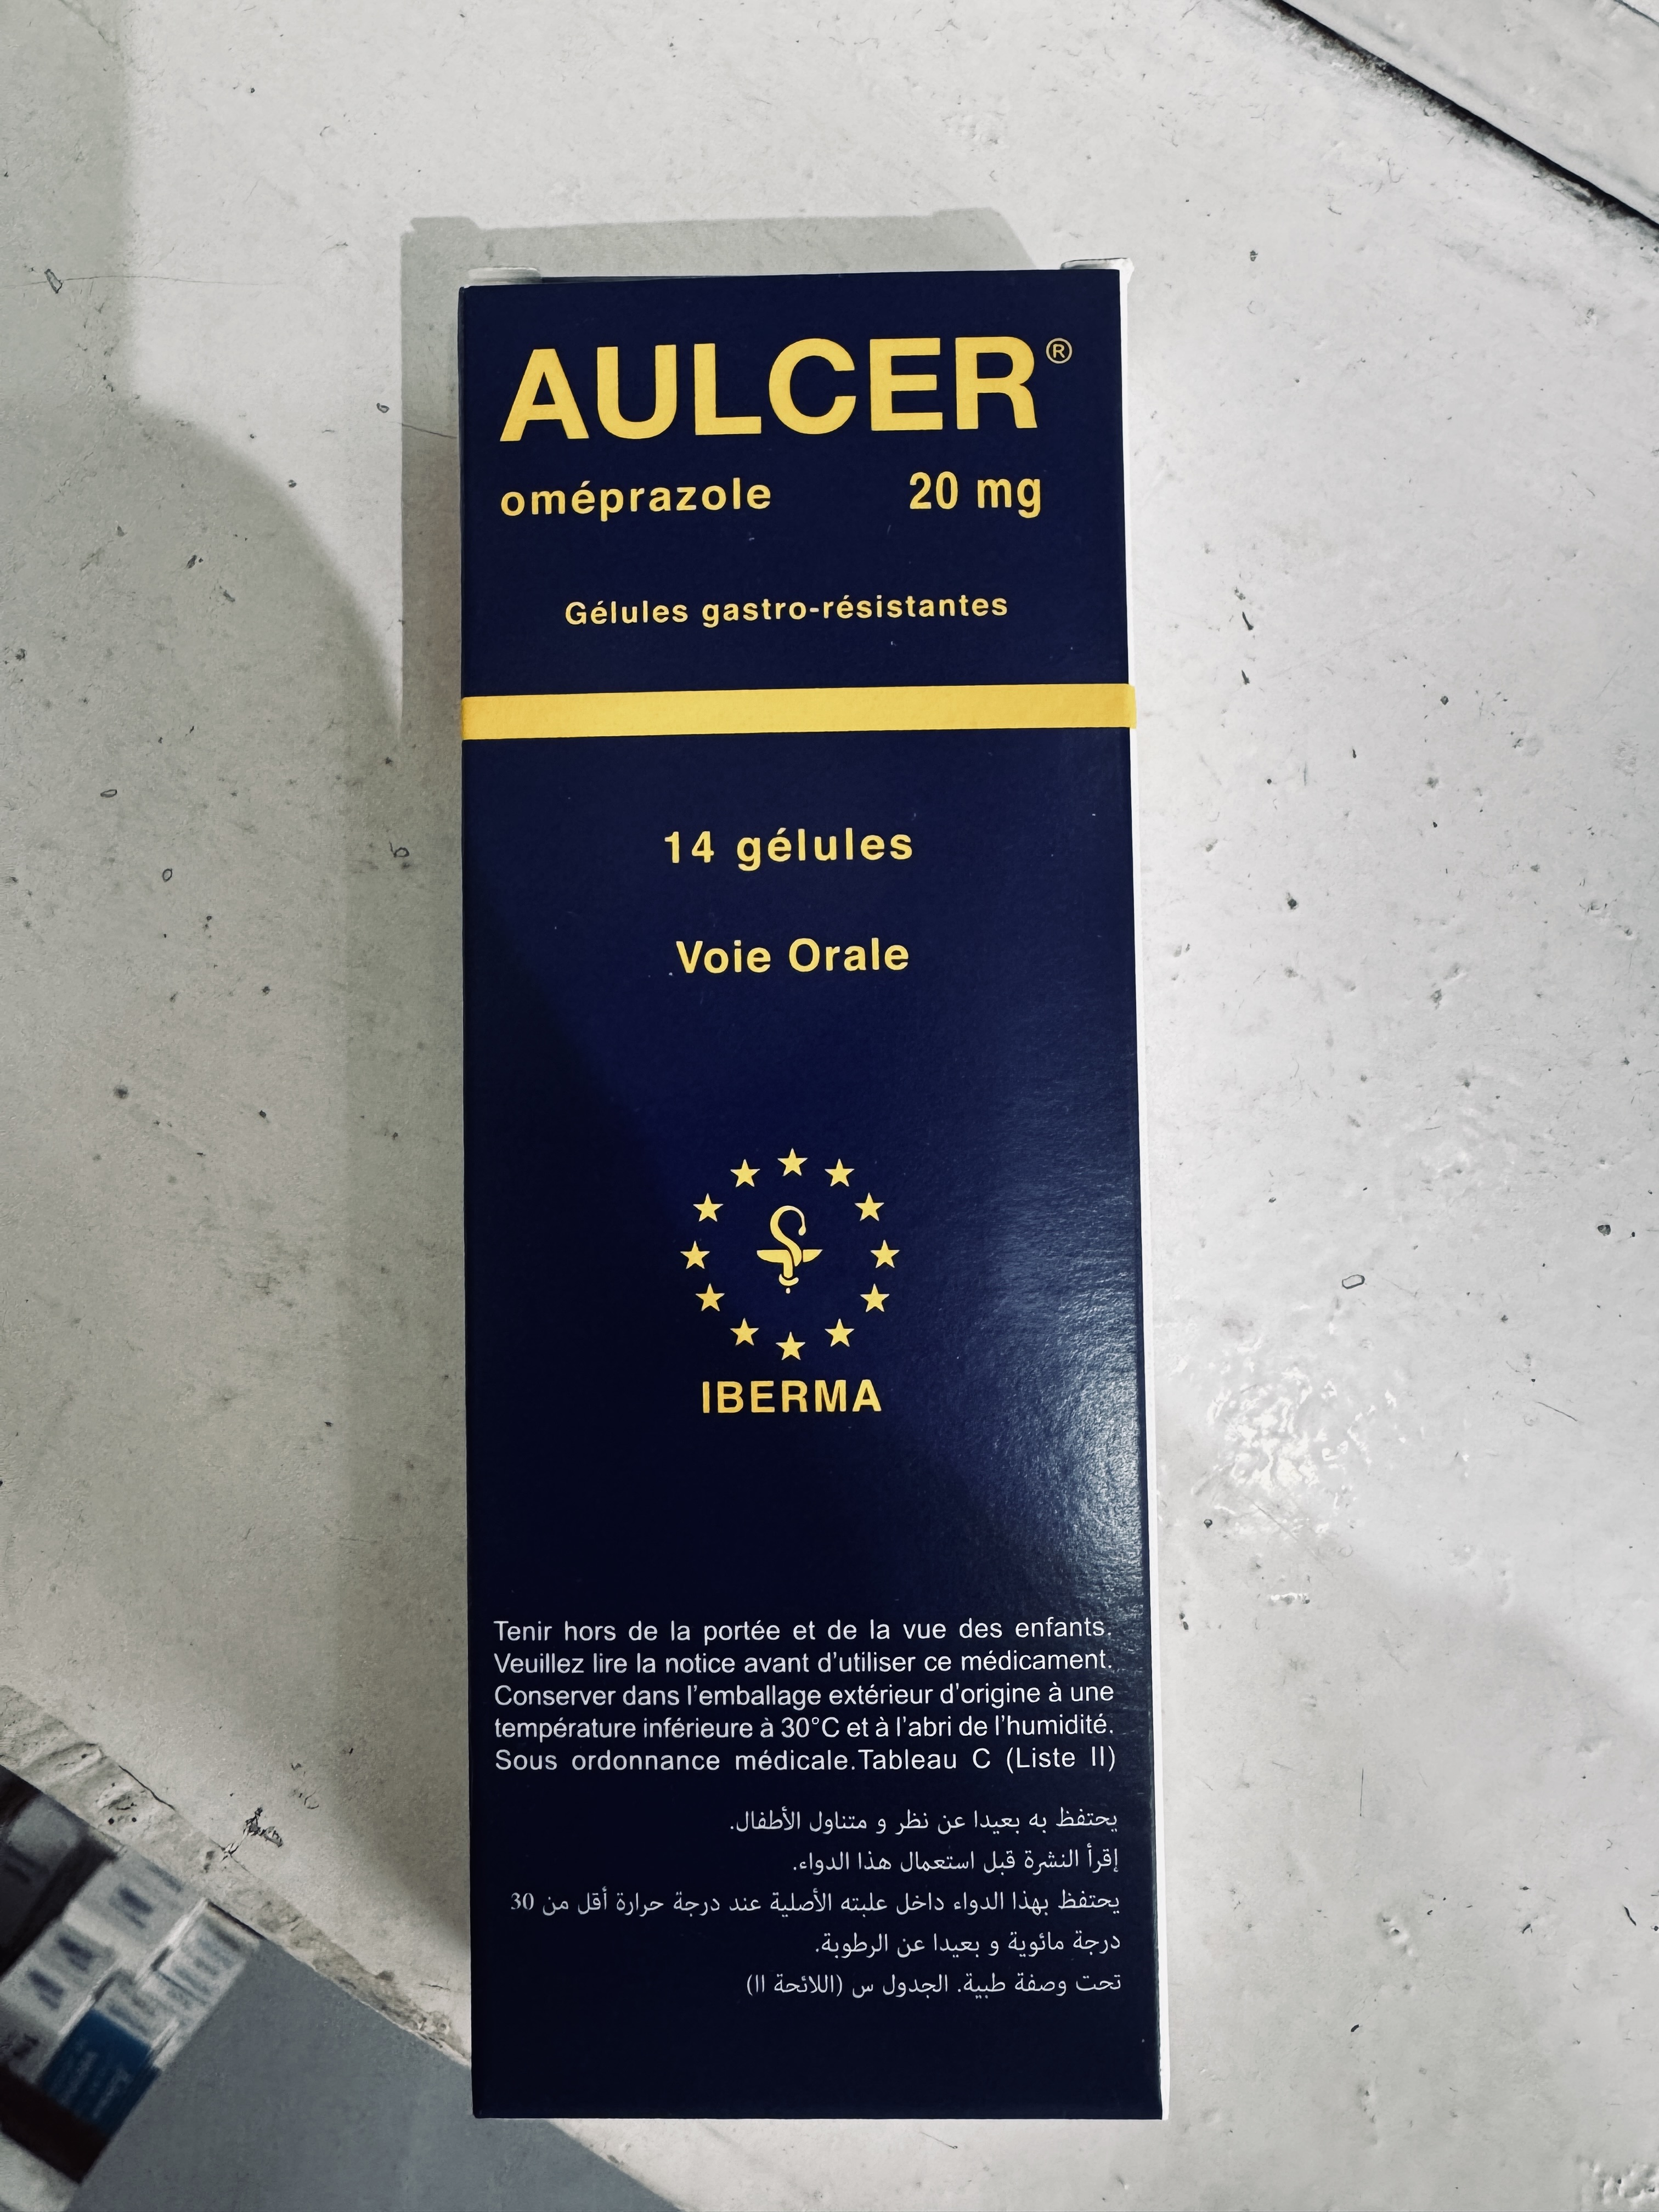 AULCER®
oméprazole 20 mg
Gélules gastro-résistantes
14 gélules
Voie Orale
IBERMA
Tenir hors de la portée et de la vue des enfants.
Veuillez lire la notice avant d'utiliser ce médicament.
Conserver dans l'emballage extérieur d'origine à une
température inférieure à 30°C et à l'abri de l'humidité.
Sous ordonnance médicale.Tableau C (Liste II)
يحتفظ به بعيدا عن نظر و متناول الأطفال.
إقرأ النشرة قبل استعمال هذا الدواء.
يحتفظ بهذا الدواء داخل علبته الأصلية عند درجة حرارة أقل من 30
درجة مائوية و بعيدا عن الرطوبة.
تحت وصفة طبية. الجدول س (اللائحة II)